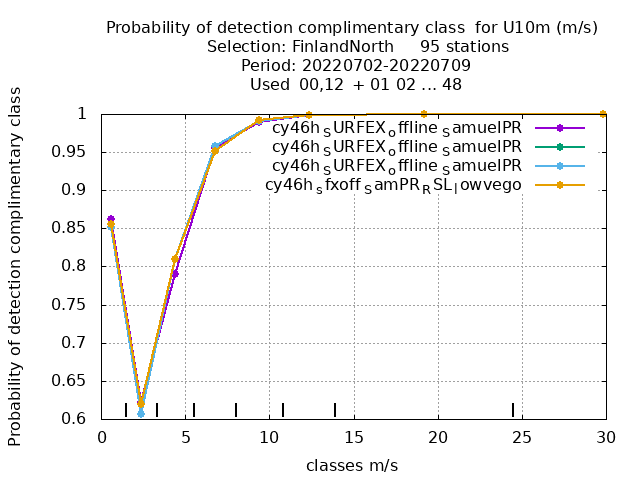 Probability of detection complimentary class for U10m (m/s)
Selection: FinlandNorth 95 stations
Period: 20220702-20220709
Used 00,12 + 01 02 ... 48
Probability of detection complimentary class
1
0.95
0.9
0.85
0.8
0.75
0.7
0.65
0.6
cy46h_SURFEX_offline_SamuelPR
cy46h_SURFEX_offline_SamuelPR
cy46h_SURFEX_offline_SamuelPR
cy46h_sfxoff_SamPR_RSL_lowvego
0 5 10 15 20 25 30
classes m/s